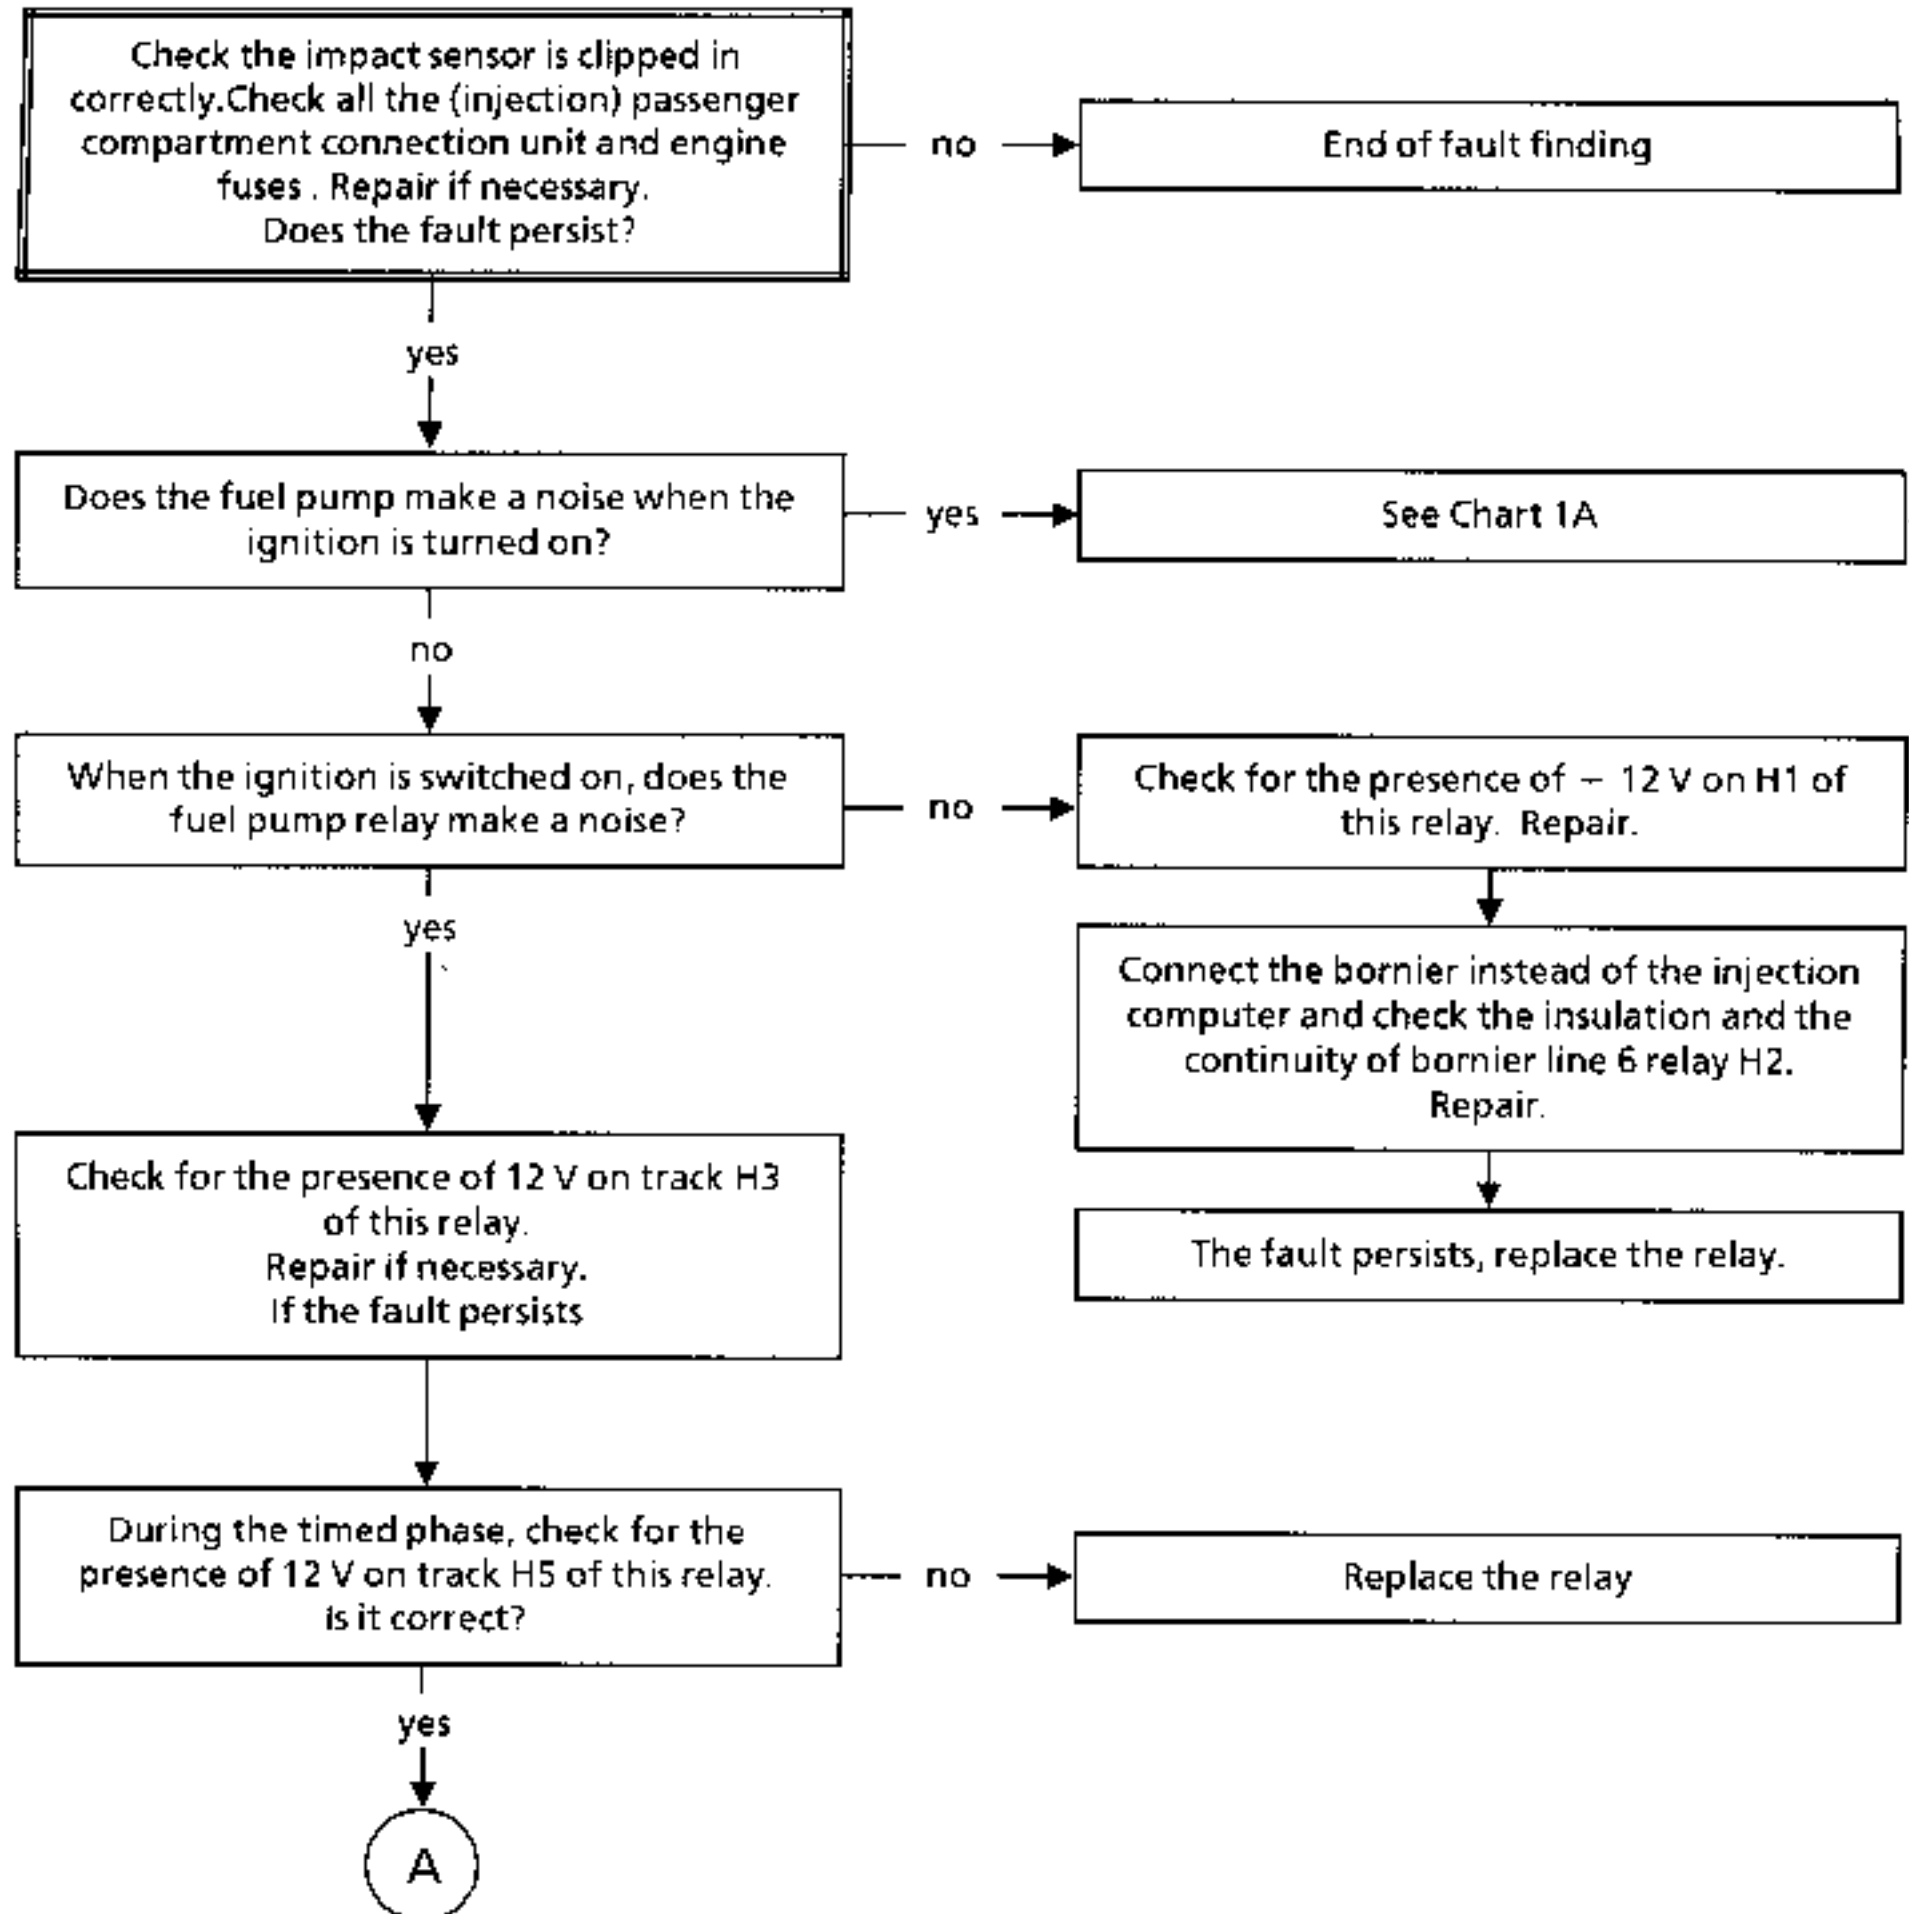 Check the impact sensor is clipped in
correctly.Check all the (injection) passenger
compartment connection unit and engine
fuses . Repair if necessary.
Does the fault persist?
no
End of fault finding
yes
Does the fuel pump make a noise when the
ignition is turned on?
yes
See Chart 1A
no
When the ignition is switched on, does the
fuel pump relay make a noise?
no
Check for the presence of – 12 V on H1 of
this relay. Repair.
Connect the bornier instead of the injection
computer and check the insulation and the
continuity of bornier line 6 relay H2.
Repair.
The fault persists, replace the relay.
yes
Check for the presence of 12 V on track H3
of this relay.
Repair if necessary.
If the fault persists
During the timed phase, check for the
presence of 12 V on track H5 of this relay.
is it correct?
no
Replace the relay
yes
A